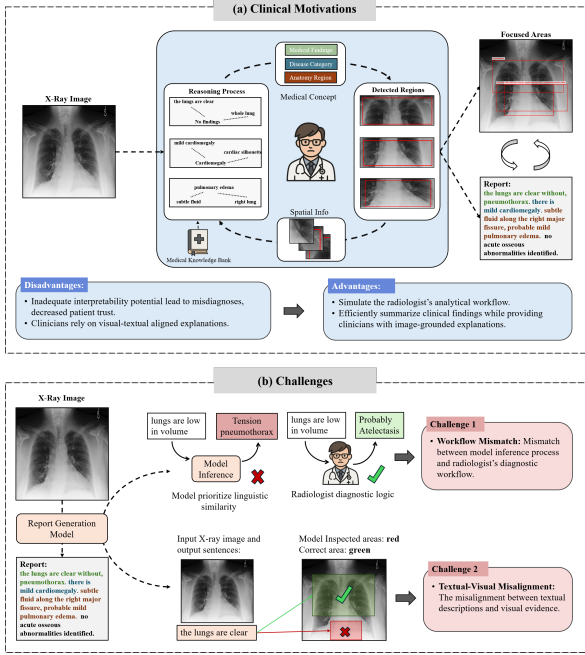 (a) Clinical Motivations
X-Ray Image
Reasoning Process
the lungs are clear
whole lung
No findings
mild cardiomegaly
cardiac silhouette
Cardiomegaly
pulmonary edema
subtle fluid
right lung
Medical Knowledge Bank
Medical Findings
Disease Category
Anatomy Region
Medical Concept
Spatial Info
Detected Regions
Focused Areas
Report:
the lungs are clear without,
pneumothorax. there is
mild cardiomegaly. subtle
fluid along the right major
fissure, probable mild
pulmonary edema. no
acute osseous
abnormalities identified.
Disadvantages:
• Inadequate interpretability potential lead to misdiagnoses,
decreased patient trust.
• Clinicians rely on visual-textual aligned explanations.
Advantages:
• Simulate the radiologist's analytical workflow.
• Efficiently summarize clinical findings while providing
clinicians with image-grounded explanations.
(b) Challenges
X-Ray Image
Report Generation
Model
Report:
the lungs are clear without,
pneumothorax. there is
mild cardiomegaly. subtle
fluid along the right major
fissure, probable mild
pulmonary edema. no
acute osseous
abnormalities identified.
lungs are low
in volume
Tension
pneumothorax
Model
Inference
Model prioritize linguistic
similarity
lungs are low
in volume
Probably
Atelectasis
Radiologist diagnostic logic
Challenge 1
• Workflow Mismatch: Mismatch
between model inference process
and radiologist's diagnostic
workflow.
Input X-ray image and
output sentences:
the lungs are clear
Model Inspected areas: red
Correct area: green
Challenge 2
• Textual-Visual Misalignment:
The misalignment between textual
descriptions and visual evidence.